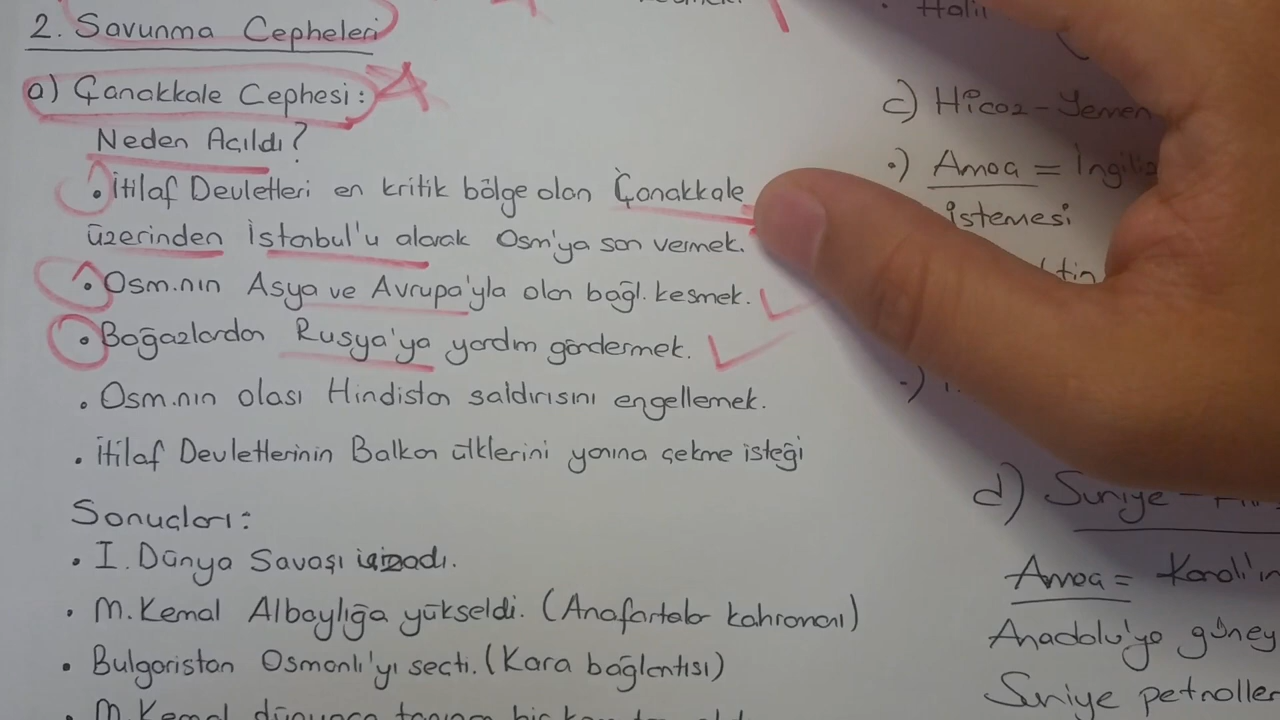 2. Savunma Cepheleri
a) Çanakkale Cephesi:
Neden Açıldı?
• İtilaf Devletleri en kritik bölge olan Çanakkale
üzerinden İstanbul'u alarak Osm'ya son vermek.
• Osm.nın Asya ve Avrupa'yla olan bağl. kesmek.
• Boğazlardan Rusya'ya yardım göndermek.
• Osm.nın olası Hindistan saldırısını engellemek.
• İtilaf Devletlerinin Balkan ülklerini yanına çekme isteği
Sonuçları:
• I. Dünya Savaşı uzadı.
• M. Kemal Albaylığa yükseldi. (Anafartalar kahramanı)
• Bulgaristan Osmanlı'yı seçti. (Kara bağlantısı)
• M. Kemal dünyaca
• Halil
c) Hicaz-Yemen
•) Amaç = İngiliz
istemesi
d) Suriye -
Amaç = Kanal'ın
Anadolu'ya güney
Suriye petroller